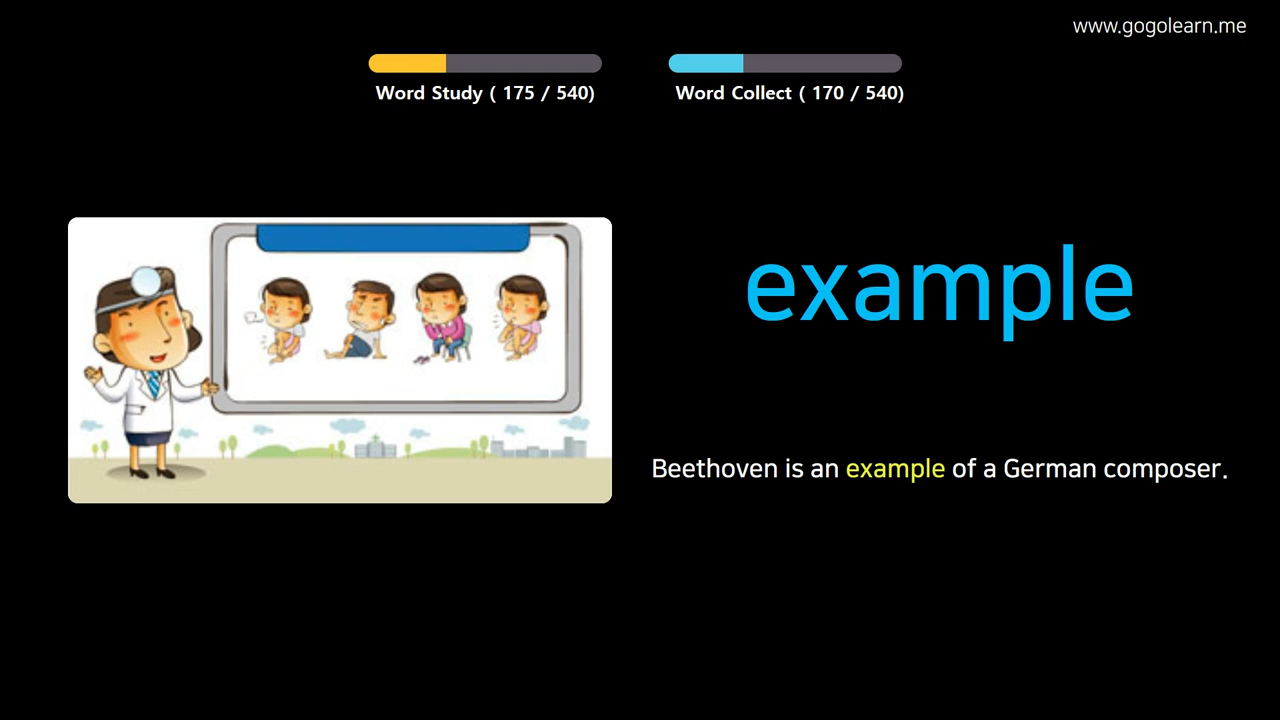 www.gogolearn.me
Word Study ( 175 / 540)
Word Collect ( 170 / 540)
example
Beethoven is an example of a German composer.